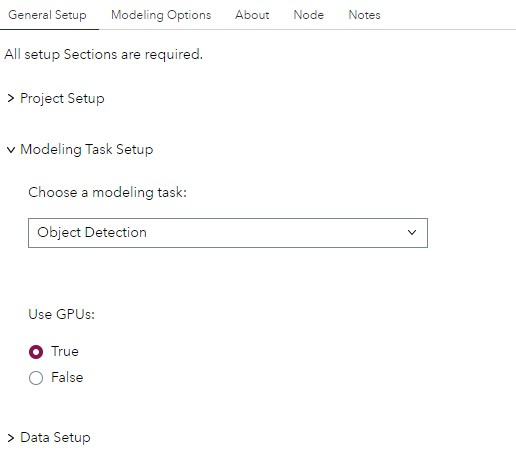 General Setup Modeling Options About Node Notes
All setup Sections are required.
Project Setup
Modeling Task Setup
Choose a modeling task:
Object Detection
Use GPUs:
True
False
Data Setup